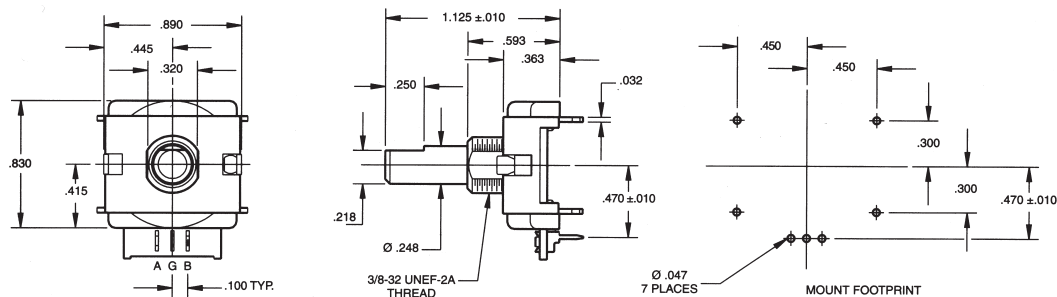 .890
.445
.320
.830
.415
A G B
.100 TYP.
1.125 ±.010
.593
.363
.250
.032
.218
Ø .248
.470 ±.010
3/8-32 UNEF-2A
THREAD
.450
.450
.300
.300
.470 ±.010
Ø .047
7 PLACES
MOUNT FOOTPRINT